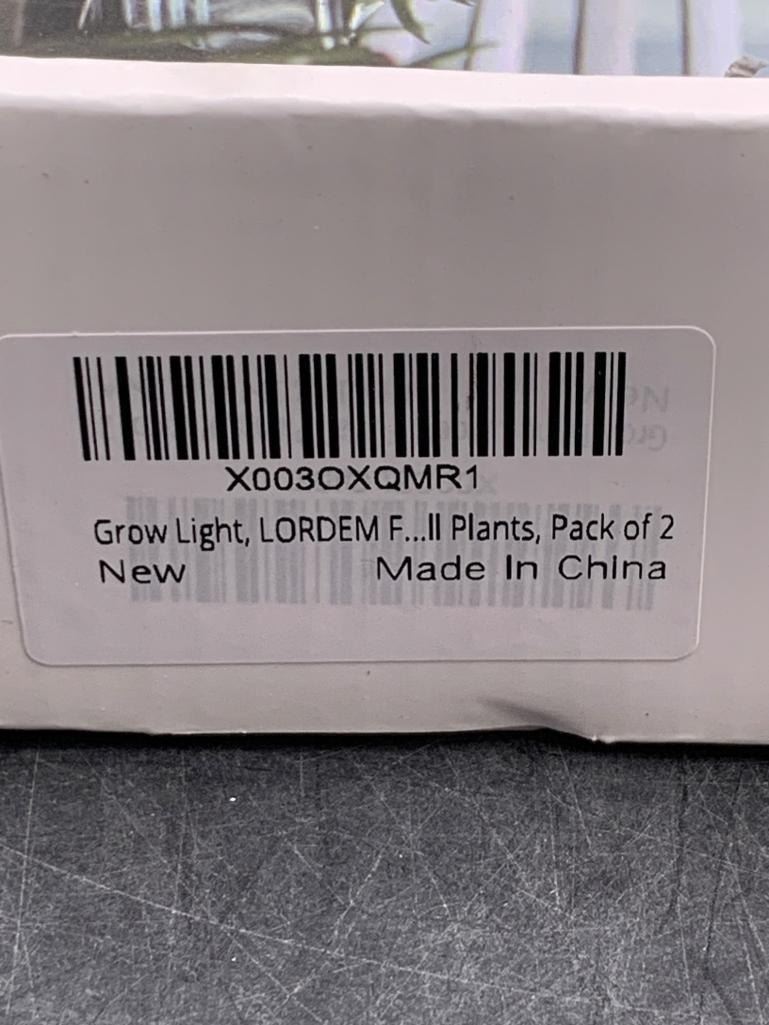 X003OXQMR1
Grow Light, LORDEM F...ll Plants, Pack of 2
New Made In China